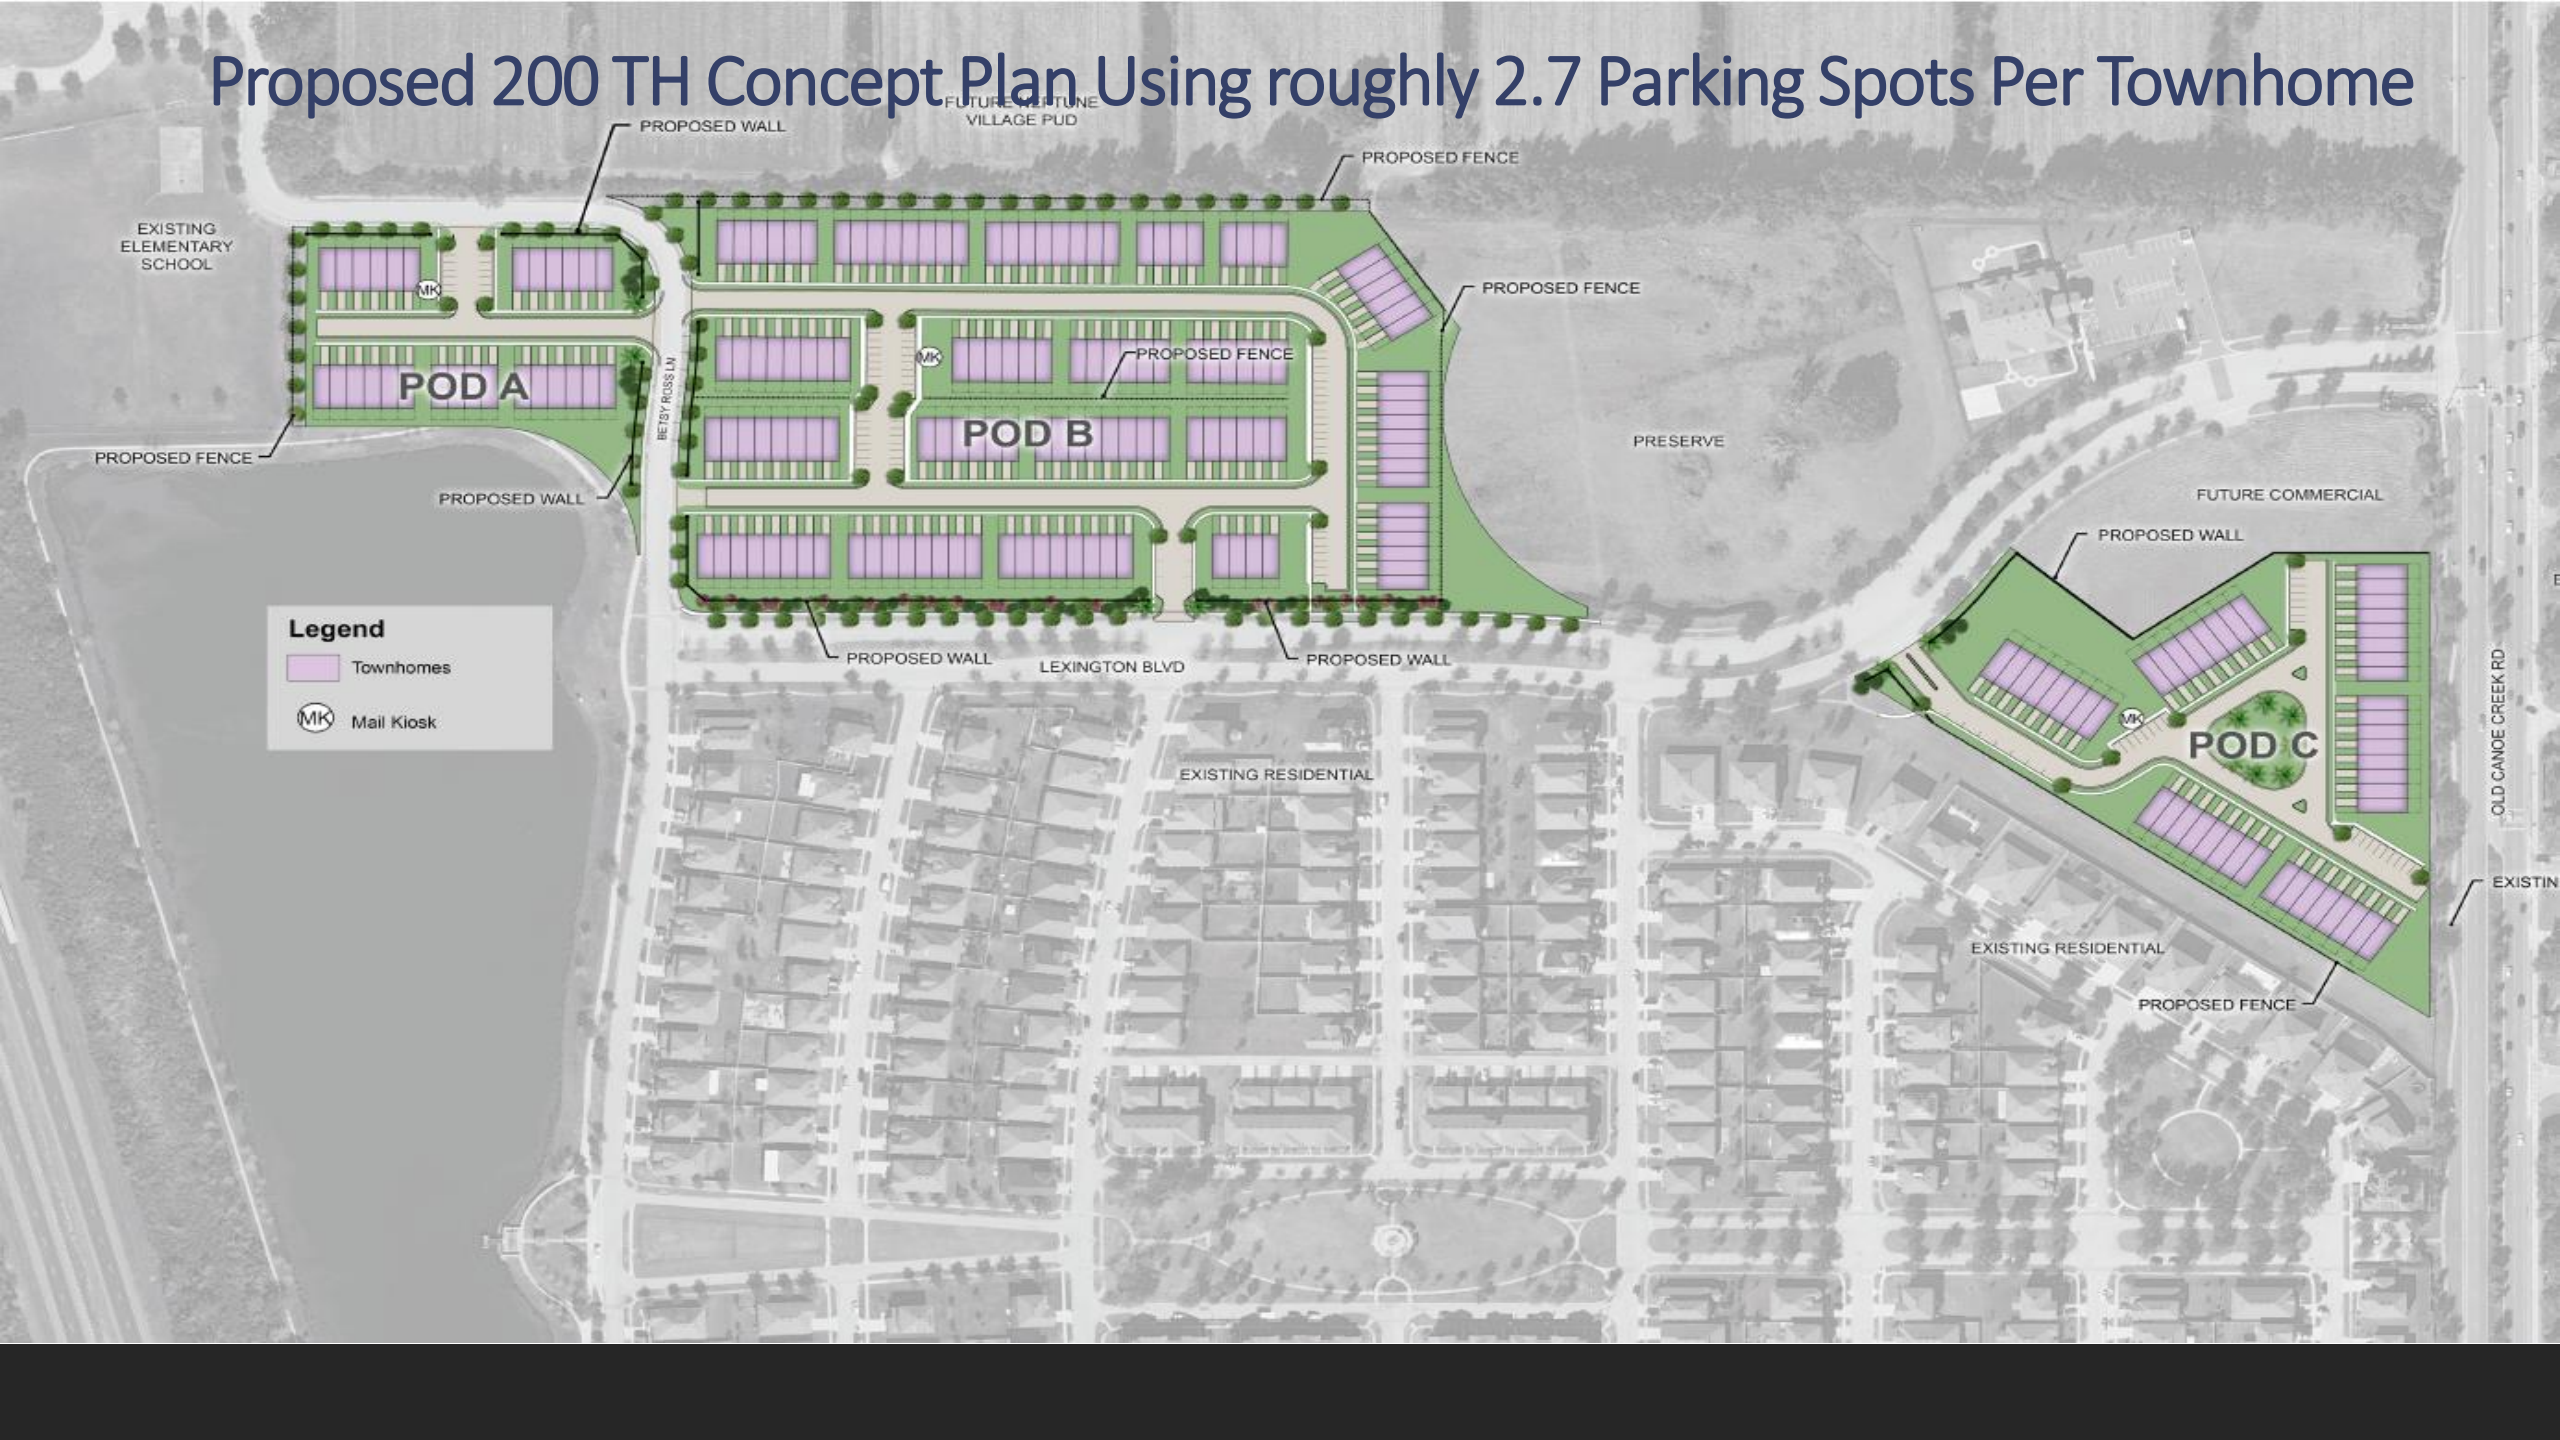 Proposed 200 TH Concept Plan Using roughly 2.7 Parking Spots Per Townhome
FUTURE NEPTUNE
VILLAGE PUD
PROPOSED WALL
PROPOSED FENCE
EXISTING
ELEMENTARY
SCHOOL
MK
PROPOSED FENCE
MK
PROPOSED FENCE
POD A
BETSY ROSS LN
POD B
PRESERVE
PROPOSED FENCE
PROPOSED WALL
FUTURE COMMERCIAL
PROPOSED WALL
Legend
Townhomes
MK Mail Kiosk
PROPOSED WALL
LEXINGTON BLVD
PROPOSED WALL
MK
POD C
OLD CANOE CREEK RD
EXISTING RESIDENTIAL
EXISTIN
EXISTING RESIDENTIAL
PROPOSED FENCE